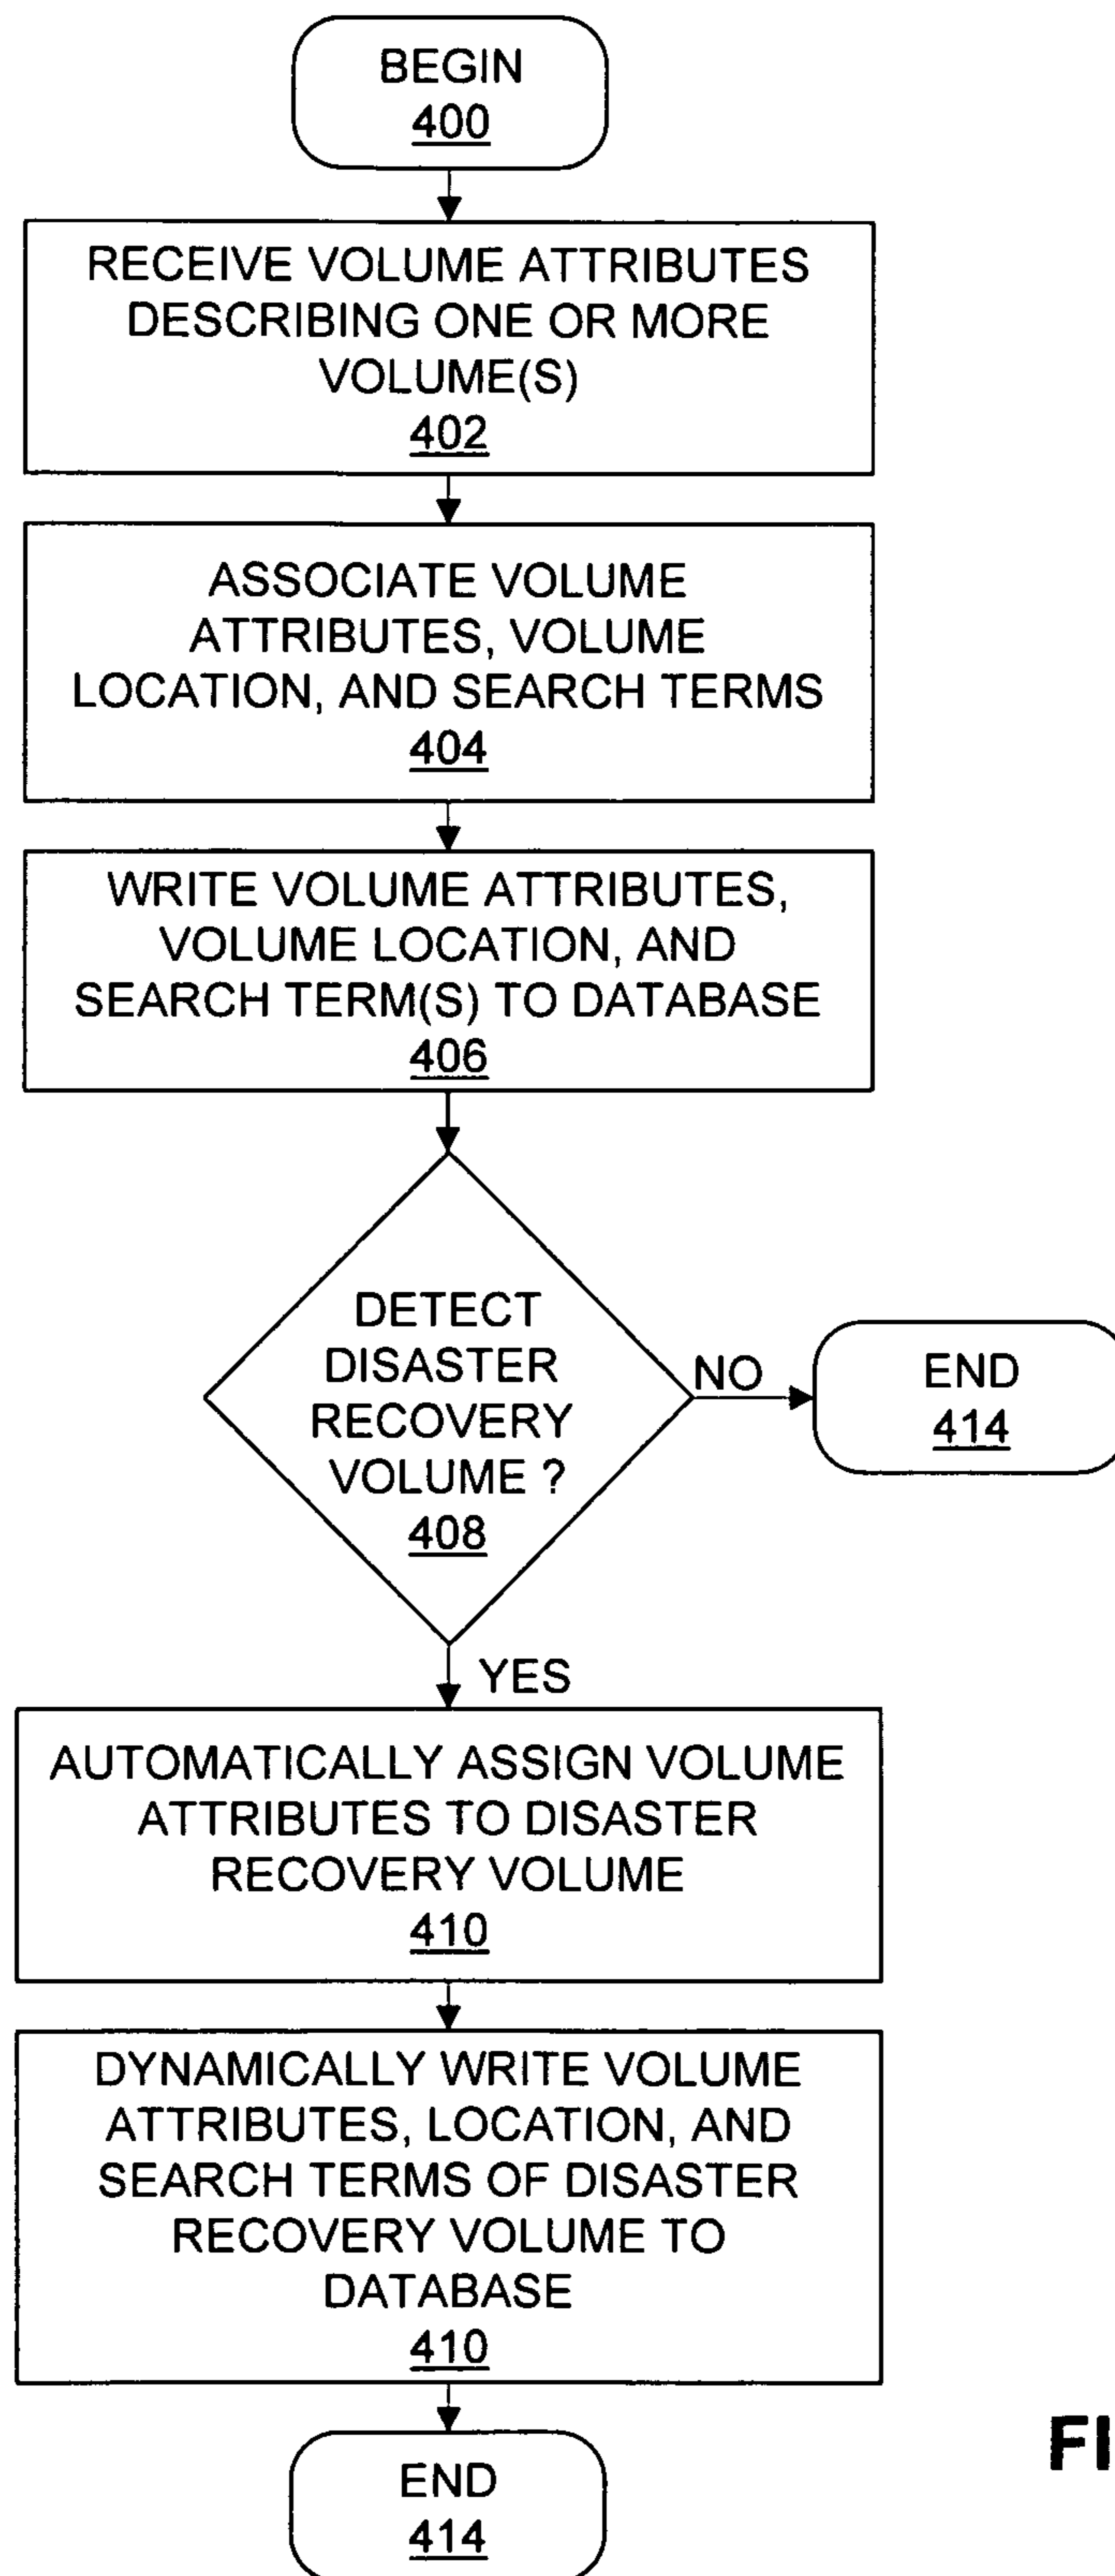 BEGIN
400
RECEIVE VOLUME ATTRIBUTES
DESCRIBING ONE OR MORE
VOLUME(S)
402
ASSOCIATE VOLUME
ATTRIBUTES, VOLUME
LOCATION, AND SEARCH TERMS
404
WRITE VOLUME ATTRIBUTES,
VOLUME LOCATION, AND
SEARCH TERM(S) TO DATABASE
406
DETECT
DISASTER
RECOVERY
VOLUME ?
408
NO
END
414
YES
AUTOMATICALLY ASSIGN VOLUME
ATTRIBUTES TO DISASTER
RECOVERY VOLUME
410
DYNAMICALLY WRITE VOLUME
ATTRIBUTES, LOCATION, AND
SEARCH TERMS OF DISASTER
RECOVERY VOLUME TO
DATABASE
410
END
414
FI